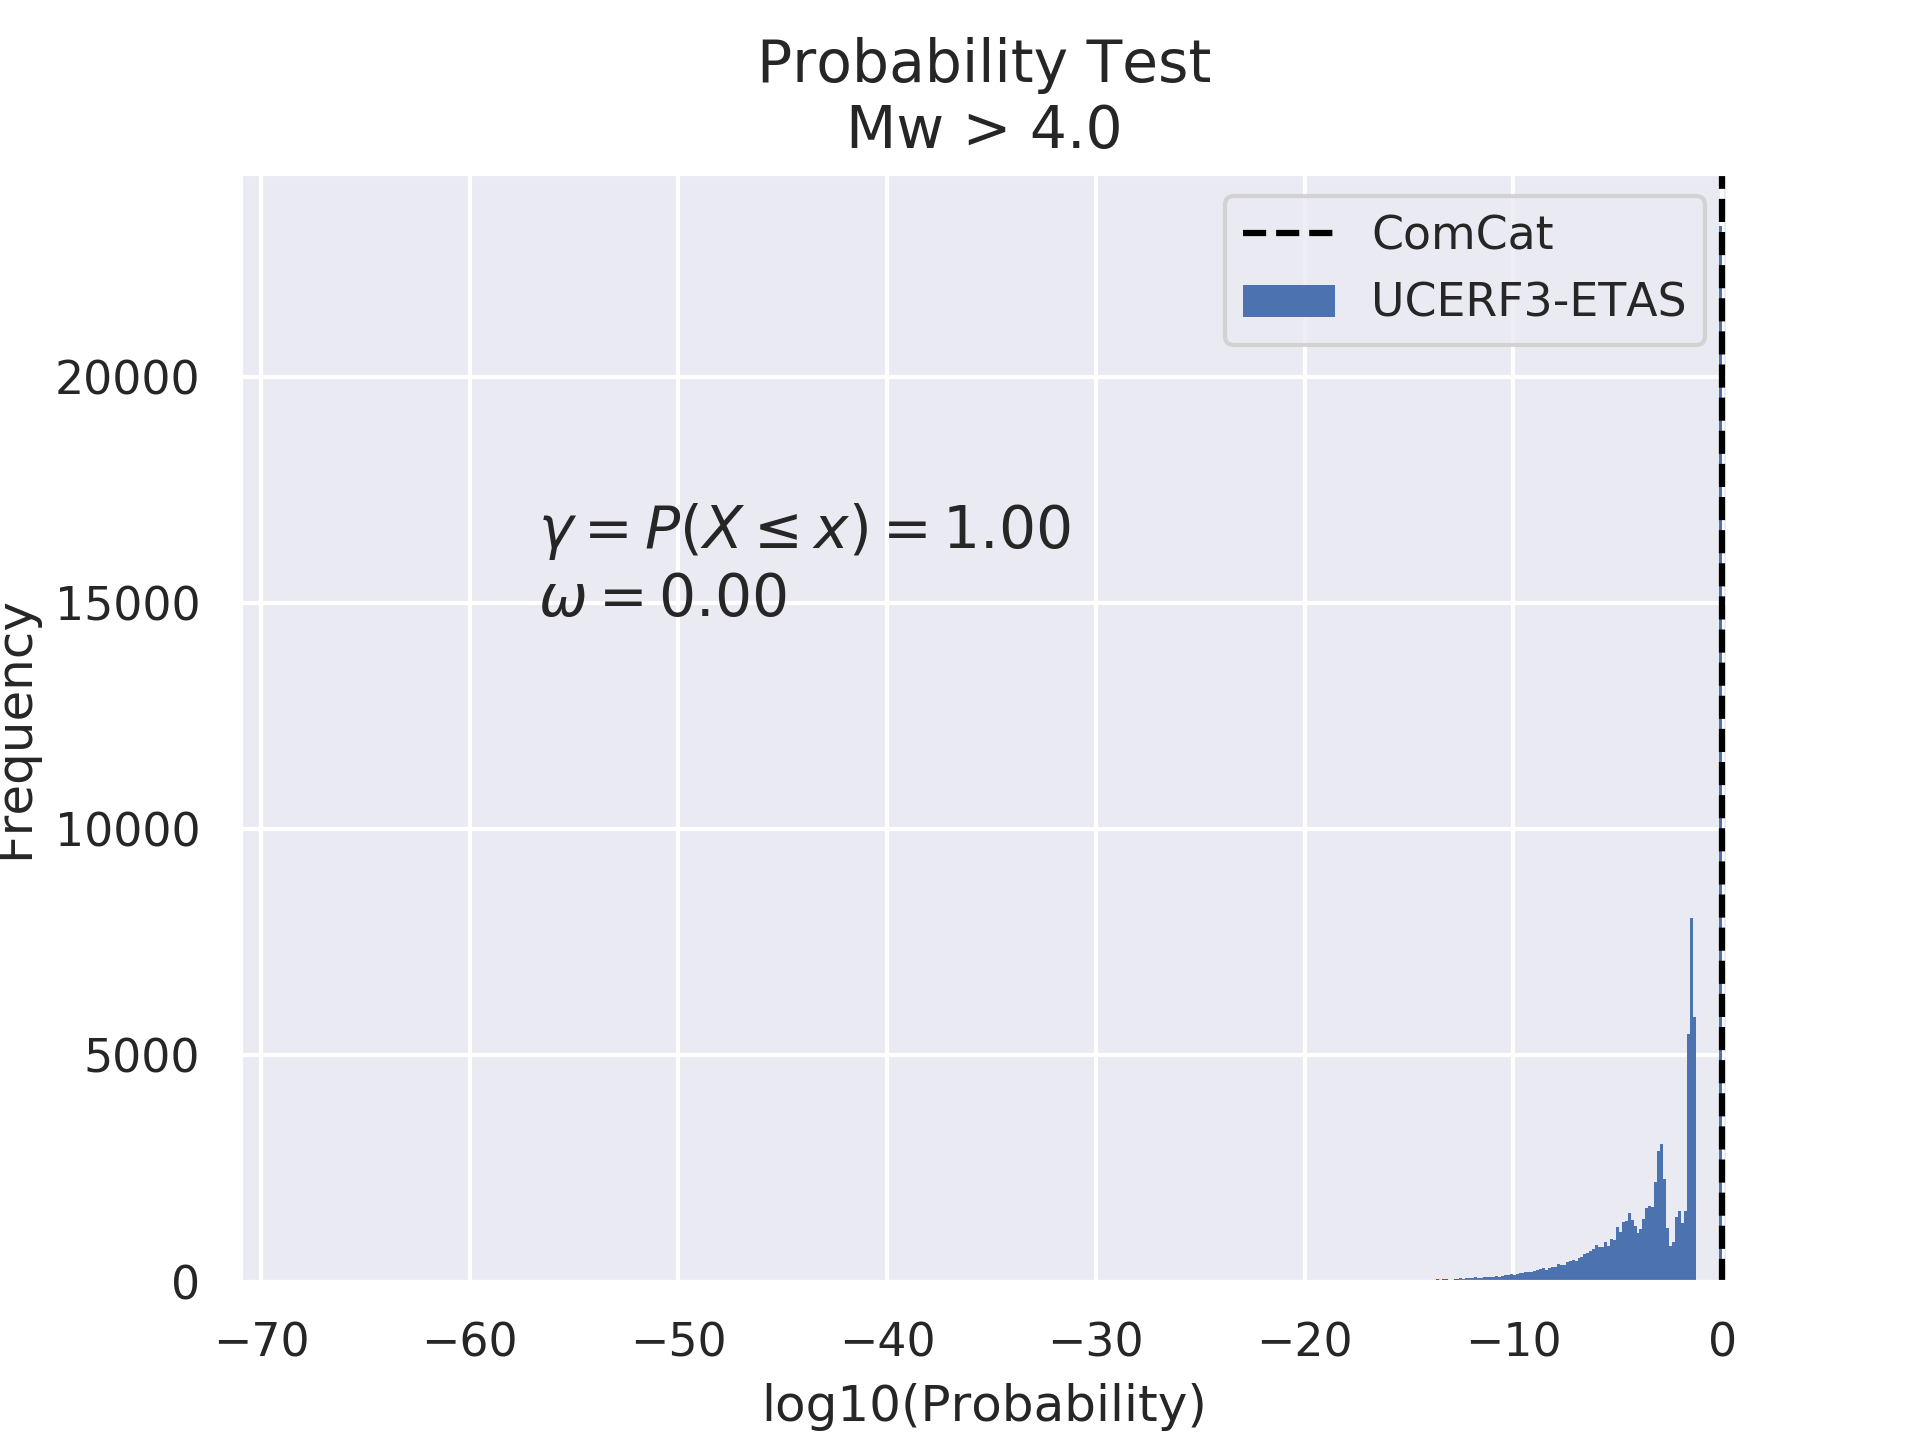 Probability Test
Mw > 4.0
ComCat
UCERF3-ETAS
γ = P(X ≤ x) = 1.00
ω = 0.00
Frequency
20000
15000
10000
5000
0
−70 −60 −50 −40 −30 −20 −10 0
log10(Probability)